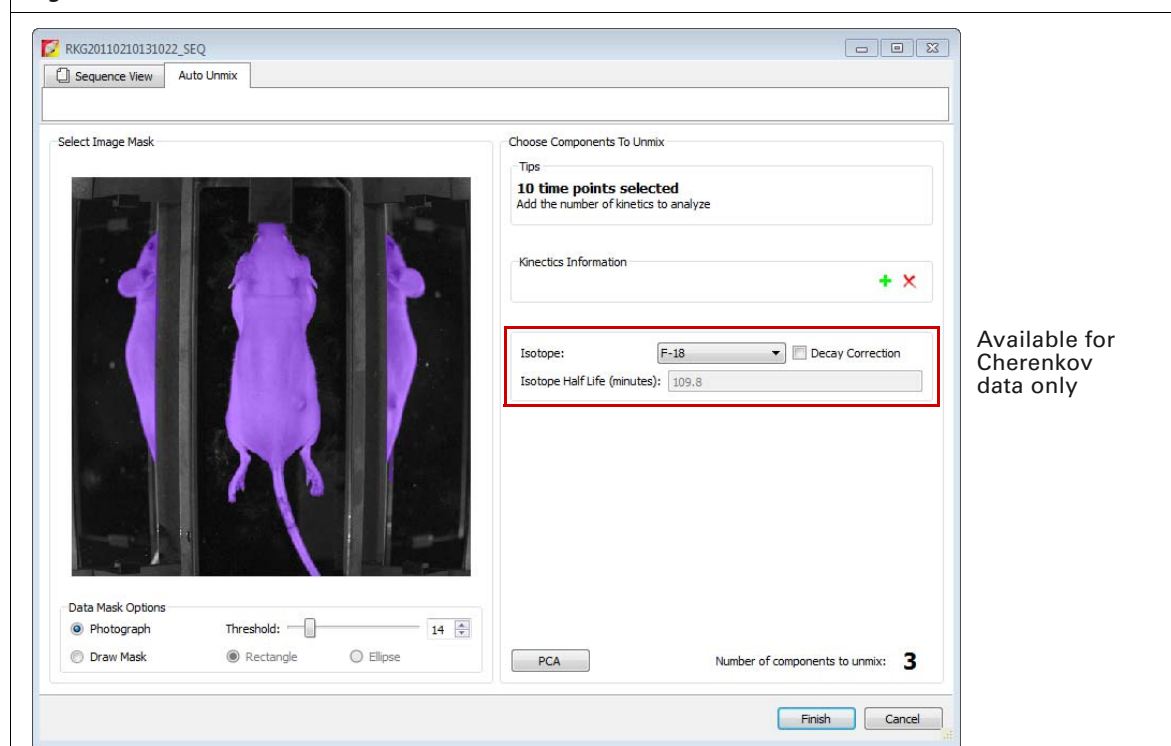 RKG20110210131022_SEQ
Sequence View Auto Unmix
Select Image Mask
Choose Components To Unmix
Tips
10 time points selected
Add the number of kinetics to analyze
Kinectics Information
Isotope: F-18 Decay Correction
Isotope Half Life (minutes): 109.8
Available for
Cherenkov
data only
Data Mask Options
Photograph Threshold: 14
Draw Mask Rectangle Ellipse
PCA Number of components to unmix: 3
Finish Cancel